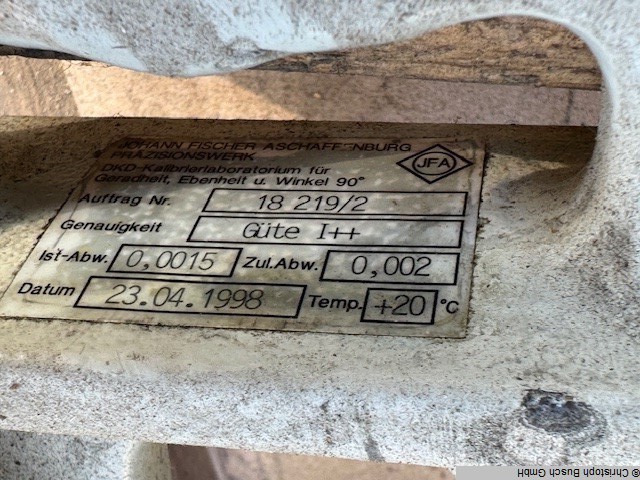 JOHANN FISCHER ASCHAFFENBURG
PRÄZISIONSWERK
DKD-Kalibrierlaboratorium für
Geradheit, Ebenheit u. Winkel 90°
JFA
Auftrag Nr. 18 219/2
Genauigkeit Güte I++
Ist-Abw. 0,0015 Zul.Abw. 0,002
Datum 23.04.1998 Temp. +20 °C
© Christoph Busch GmbH